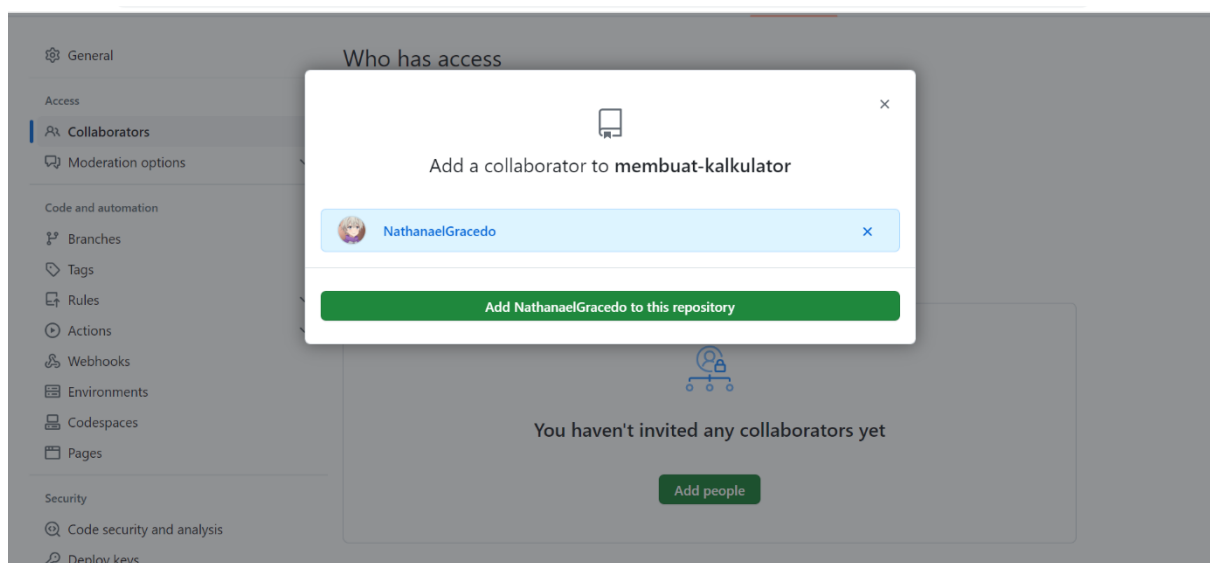 General
Access
Collaborators
Moderation options
Code and automation
Branches
Tags
Rules
Actions
Webhooks
Environments
Codespaces
Pages
Security
Code security and analysis
Deploy keys
Who has access
Add a collaborator to membuat-kalkulator
NathanaelGracedo
Add NathanaelGracedo to this repository
You haven't invited any collaborators yet
Add people